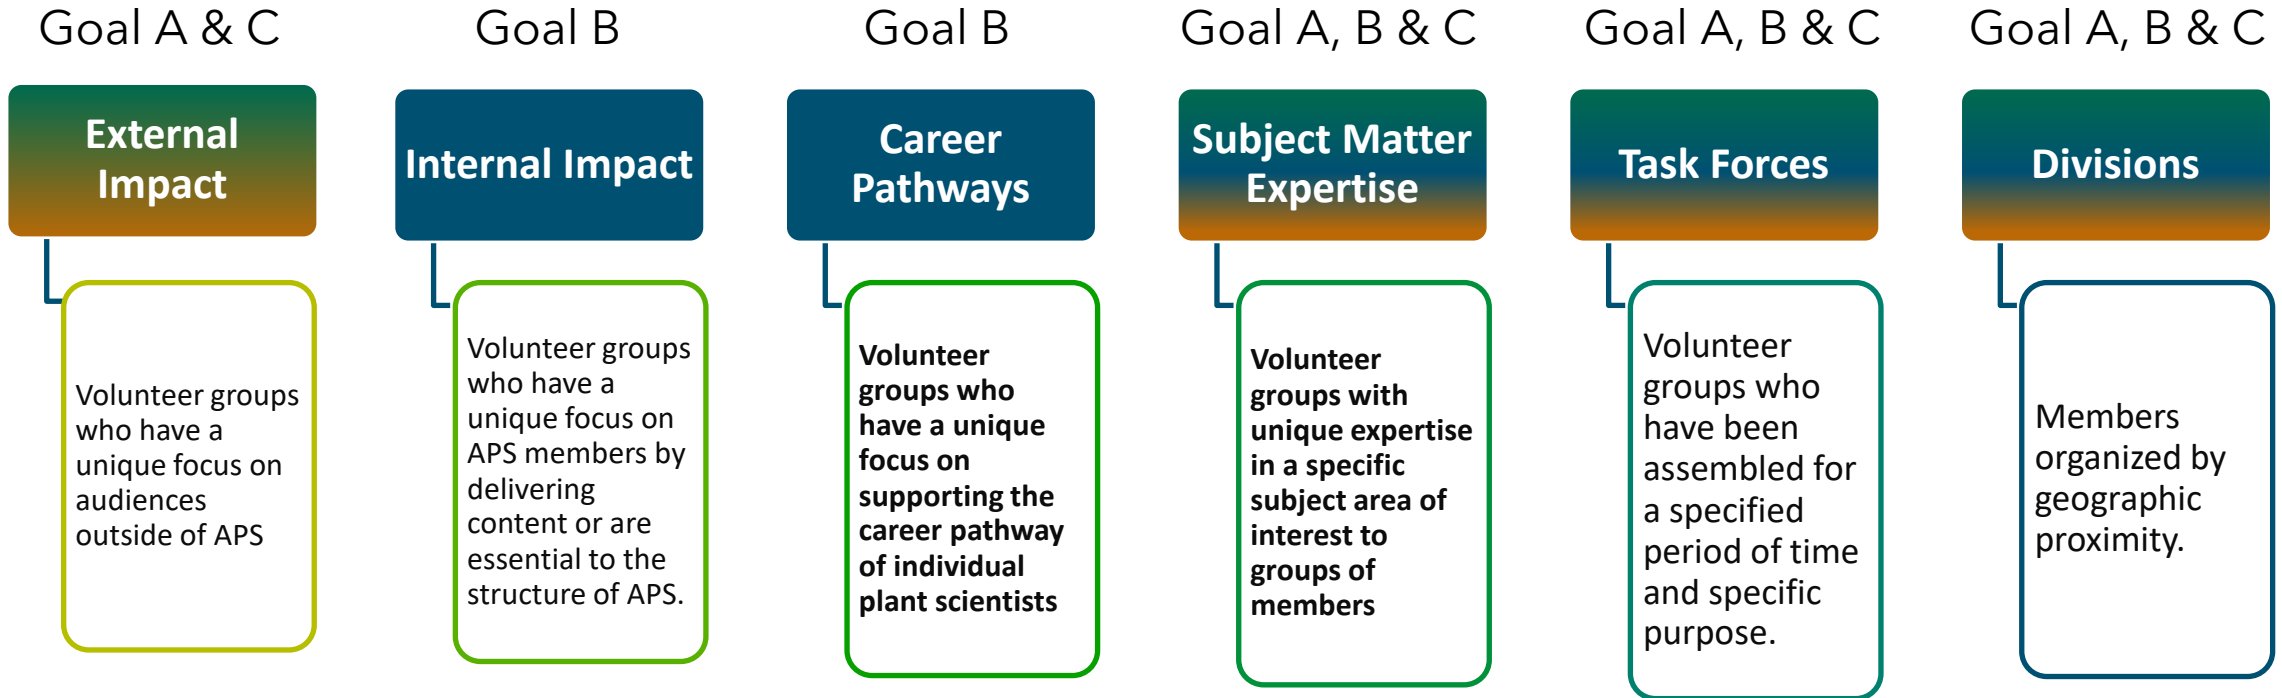 Goal A & C
Goal B
Goal B
Goal A, B & C
Goal A, B & C
Goal A, B & C
External
Impact
Internal Impact
Career
Pathways
Subject Matter
Expertise
Task Forces
Divisions
Volunteer groups
who have a
unique focus on
audiences
outside of APS
Volunteer groups
who have a
unique focus on
APS members by
delivering
content or are
essential to the
structure of APS.
Volunteer
groups who
have a unique
focus on
supporting the
career pathway
of individual
plant scientists
Volunteer
groups with
unique expertise
in a specific
subject area of
interest to
groups of
members
Volunteer
groups who
have been
assembled for
a specified
period of time
and specific
purpose.
Members
organized by
geographic
proximity.